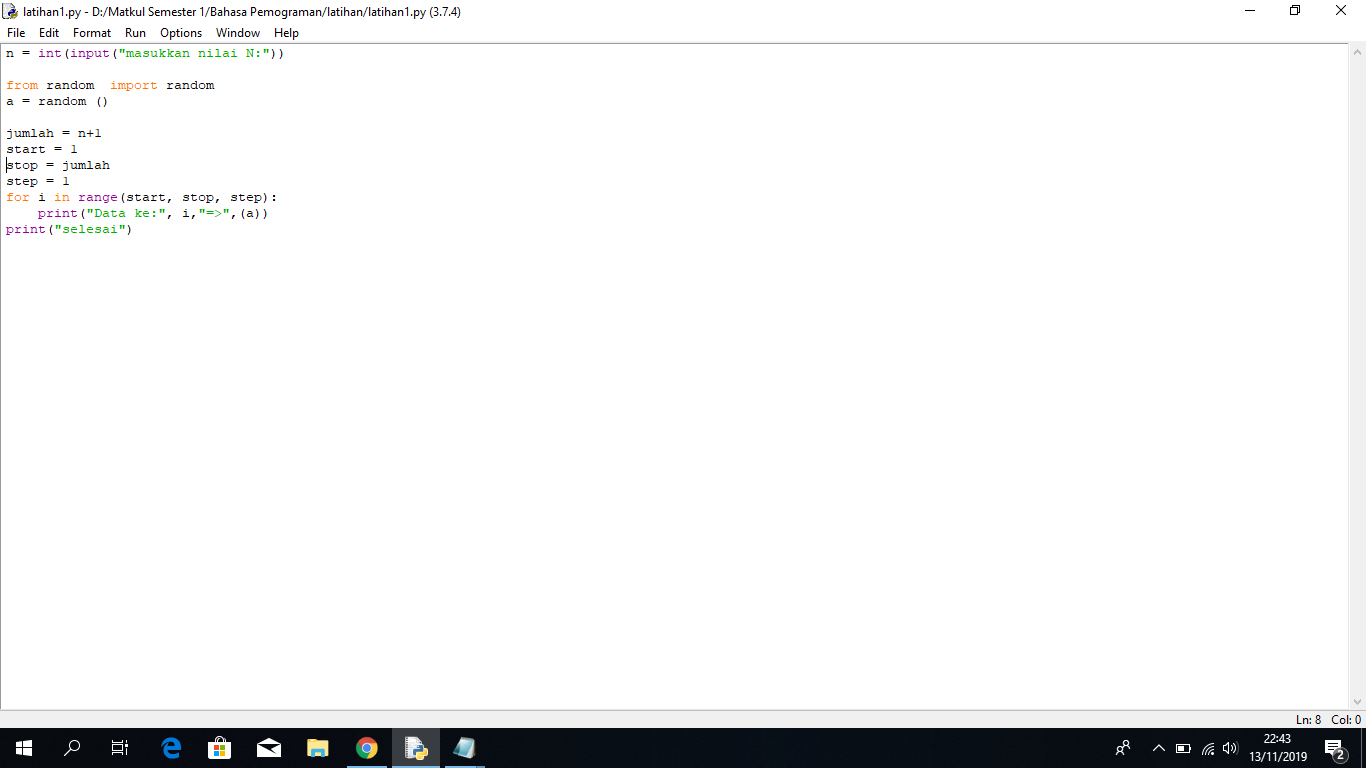 latihan1.py - D:/Matkul Semester 1/Bahasa Pemograman/latihan/latihan1.py (3.7.4)
File Edit Format Run Options Window Help
n = int(input("masukkan nilai N:"))
from random  import random
a = random ()
jumlah = n+1
start = 1
stop = jumlah
step = 1
for i in range(start, stop, step):
    print("Data ke:", i,"=>",(a))
print("selesai")
Ln: 8 Col: 0
22:43
13/11/2019
2